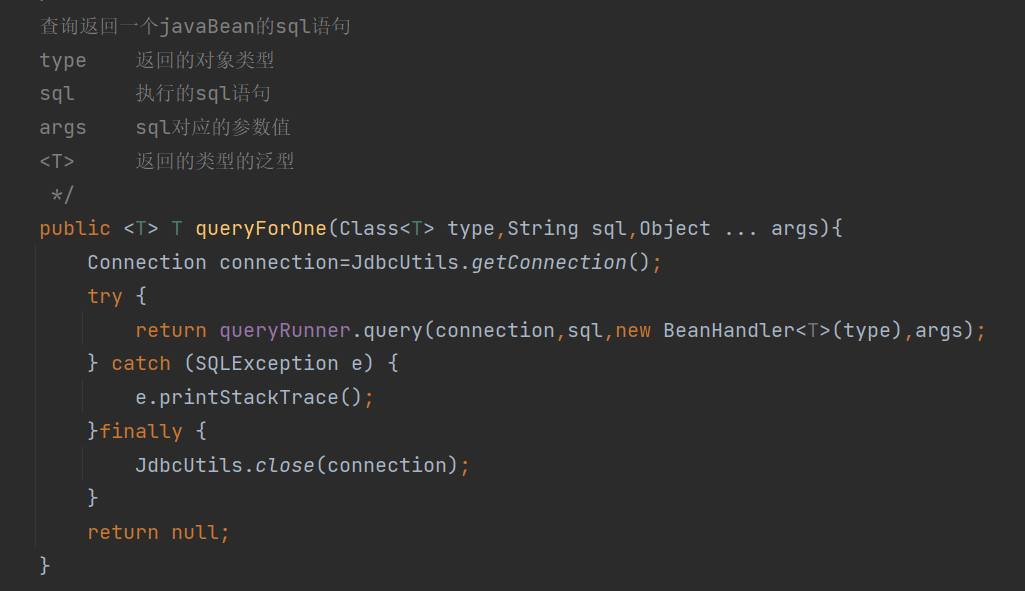 查询返回一个javaBean的sql语句
type    返回的对象类型
sql     执行的sql语句
args    sql对应的参数值
<T>     返回的类型的泛型
 */
public <T> T queryForOne(Class<T> type,String sql,Object ... args){
    Connection connection=JdbcUtils.getConnection();
    try {
        return queryRunner.query(connection,sql,new BeanHandler<T>(type),args);
    } catch (SQLException e) {
        e.printStackTrace();
    }finally {
        JdbcUtils.close(connection);
    }
    return null;
}